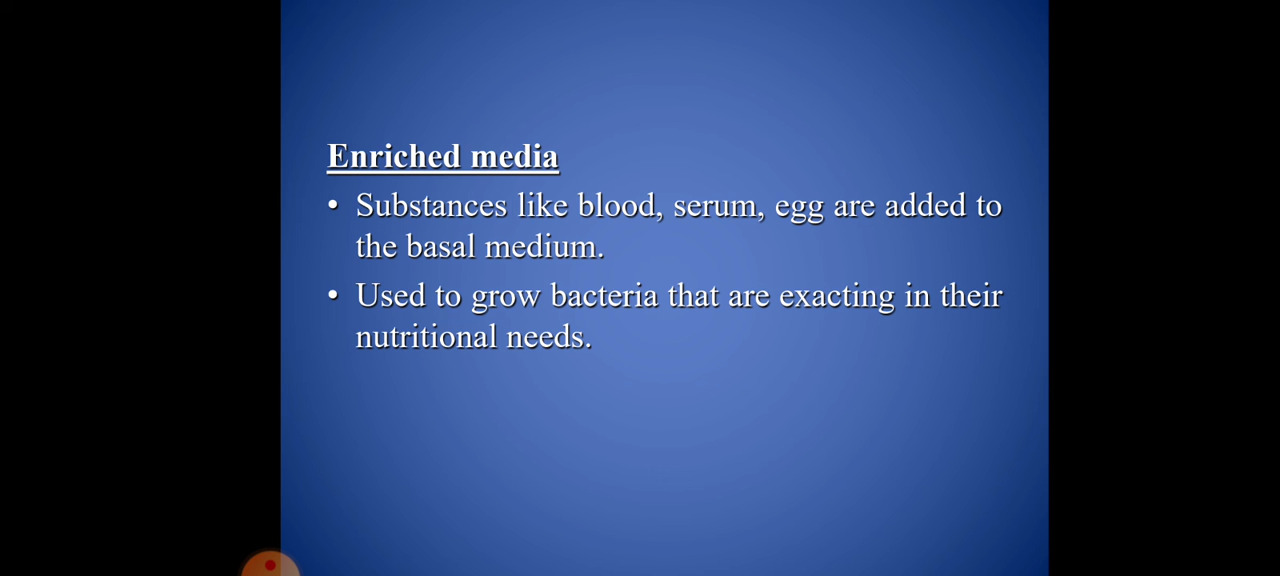 Enriched media
• Substances like blood, serum, egg are added to
the basal medium.
• Used to grow bacteria that are exacting in their
nutritional needs.